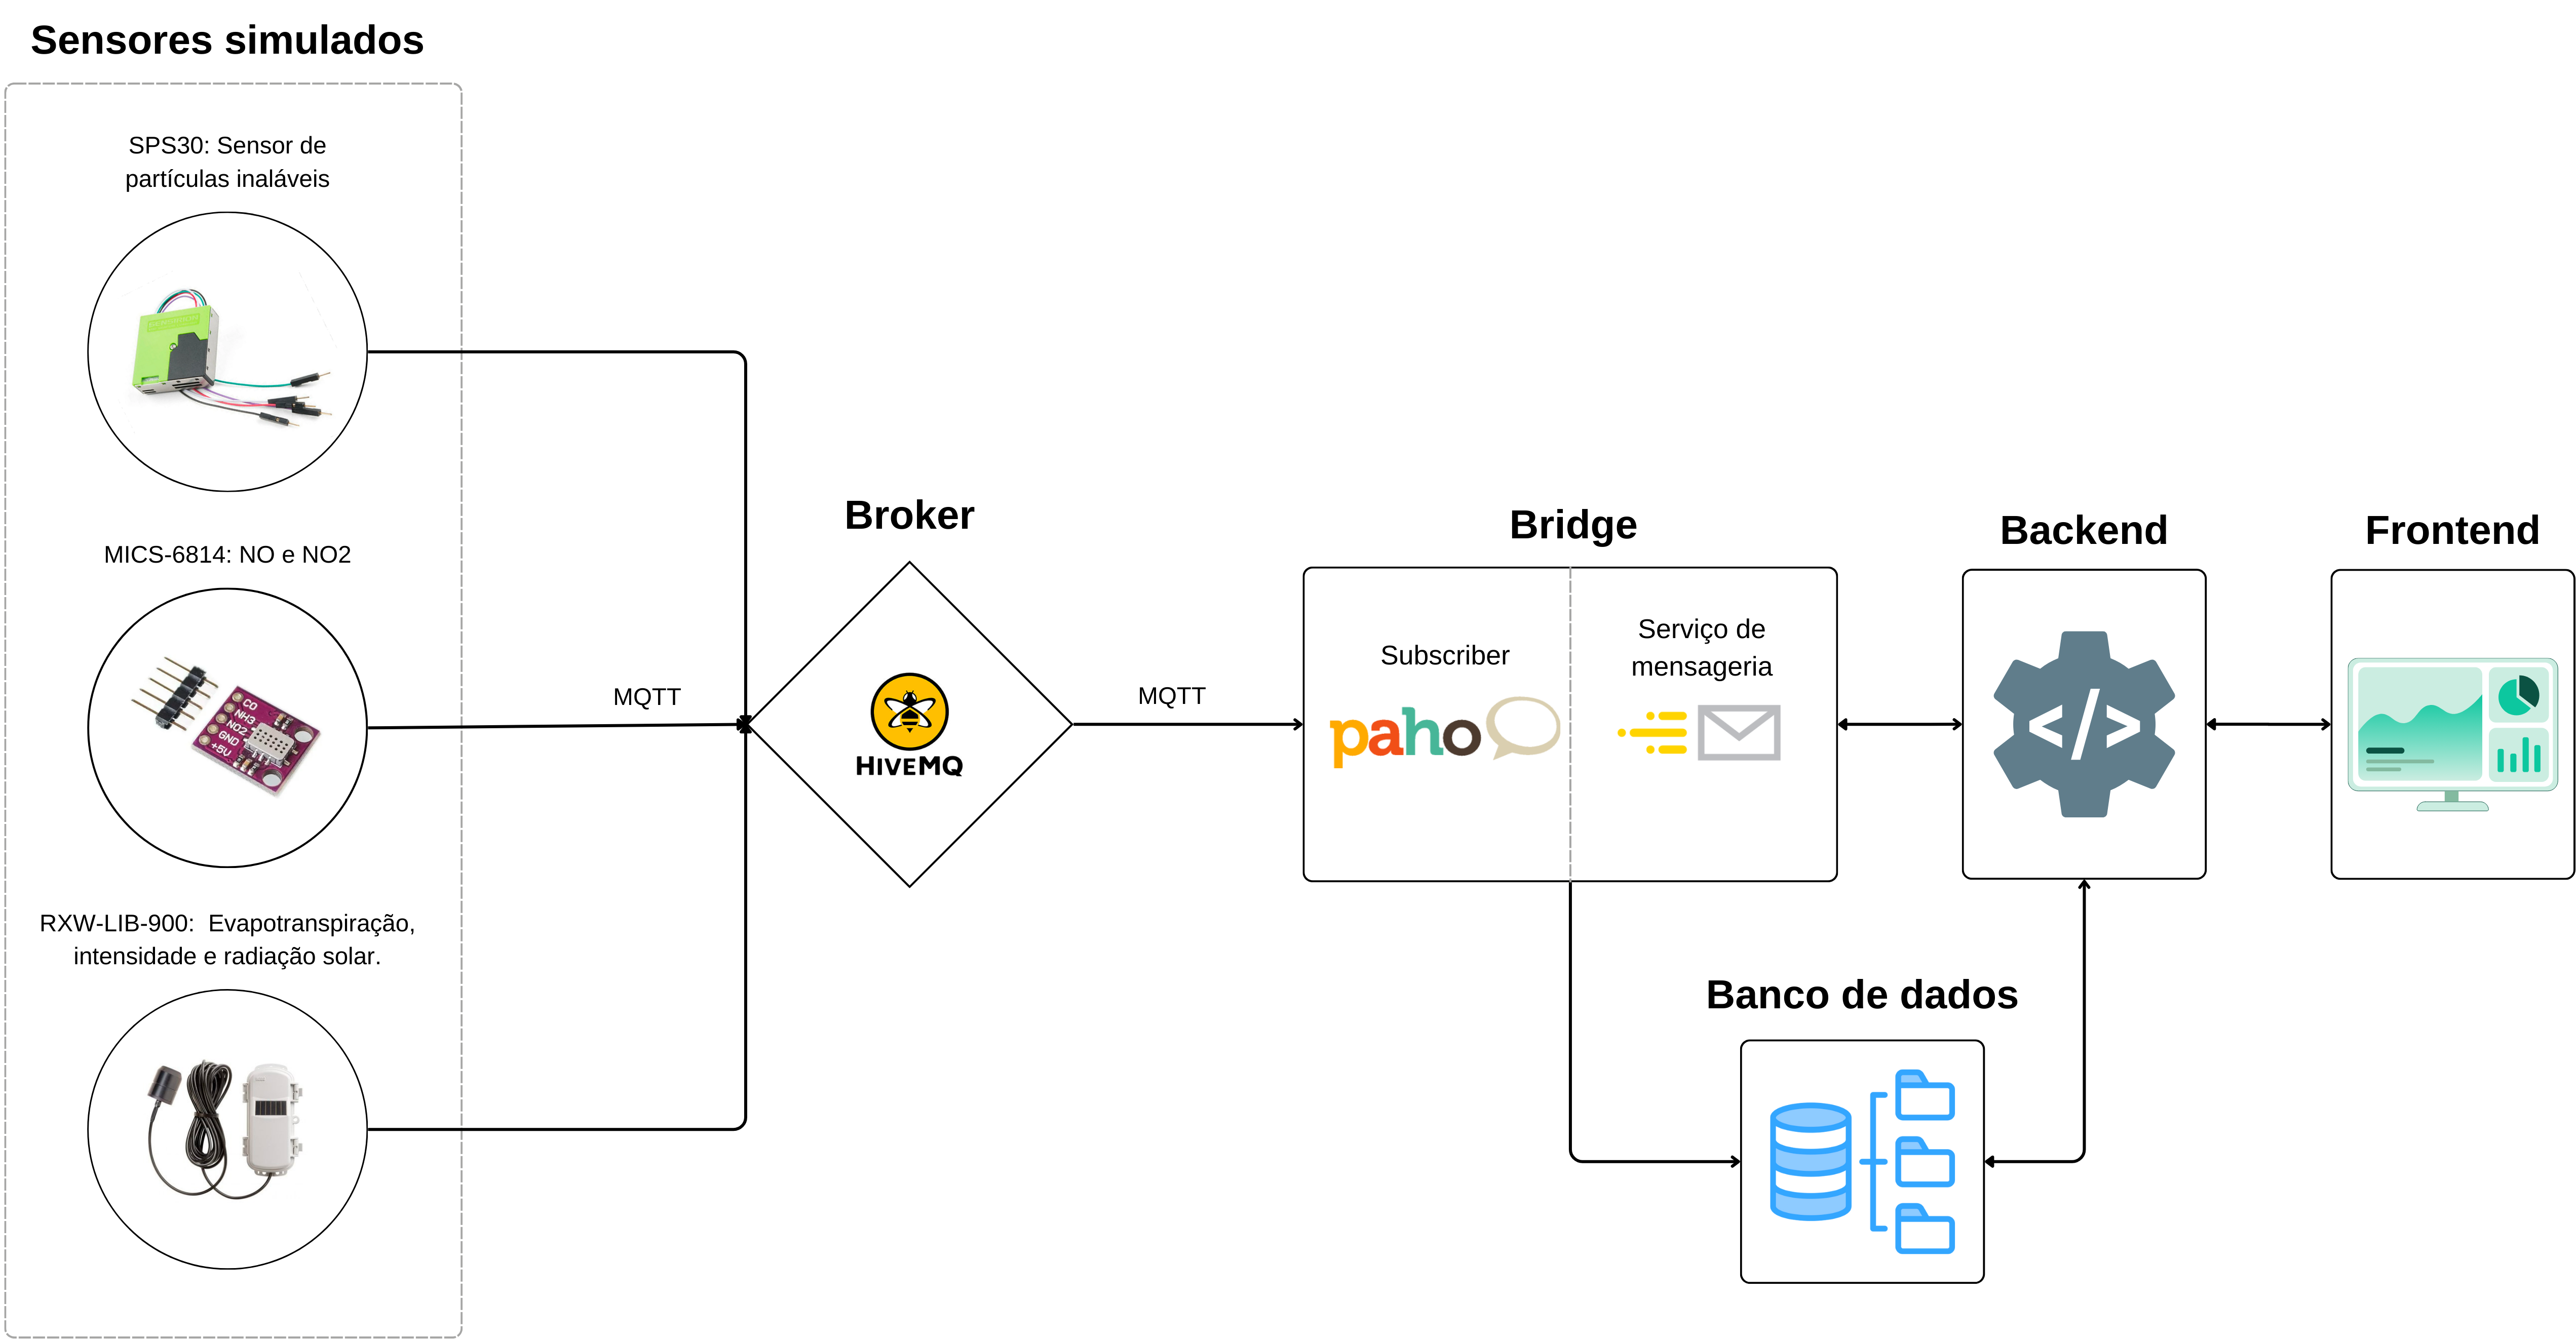 Sensores simulados
SPS30: Sensor de
partículas inaláveis
MICS-6814: NO e NO2
CO
NH3
NO2
GND
+5V
RXW-LIB-900:  Evapotranspiração,
intensidade e radiação solar.
MQTT
Broker
HIVEMQ
MQTT
Bridge
Subscriber
paho
Serviço de
mensageria
Backend
</>
Frontend
Banco de dados